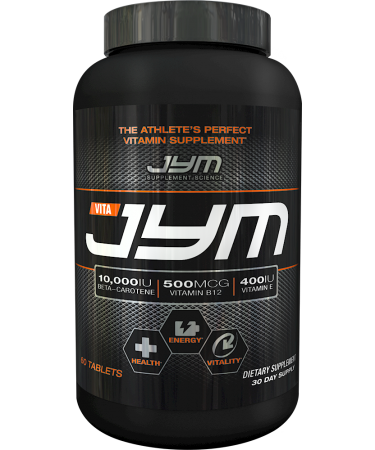 THE ATHLETE'S PERFECT
VITAMIN SUPPLEMENT*
JYM
SUPPLEMENT·SCIENCE
VITA
JYM
10,000IU
BETA-CAROTENE
500MCG
VITAMIN B12
400IU
VITAMIN E
ENERGY*
HEALTH*
VITALITY*
60 TABLETS
DIETARY SUPPLEMENT
30 DAY SUPPLY